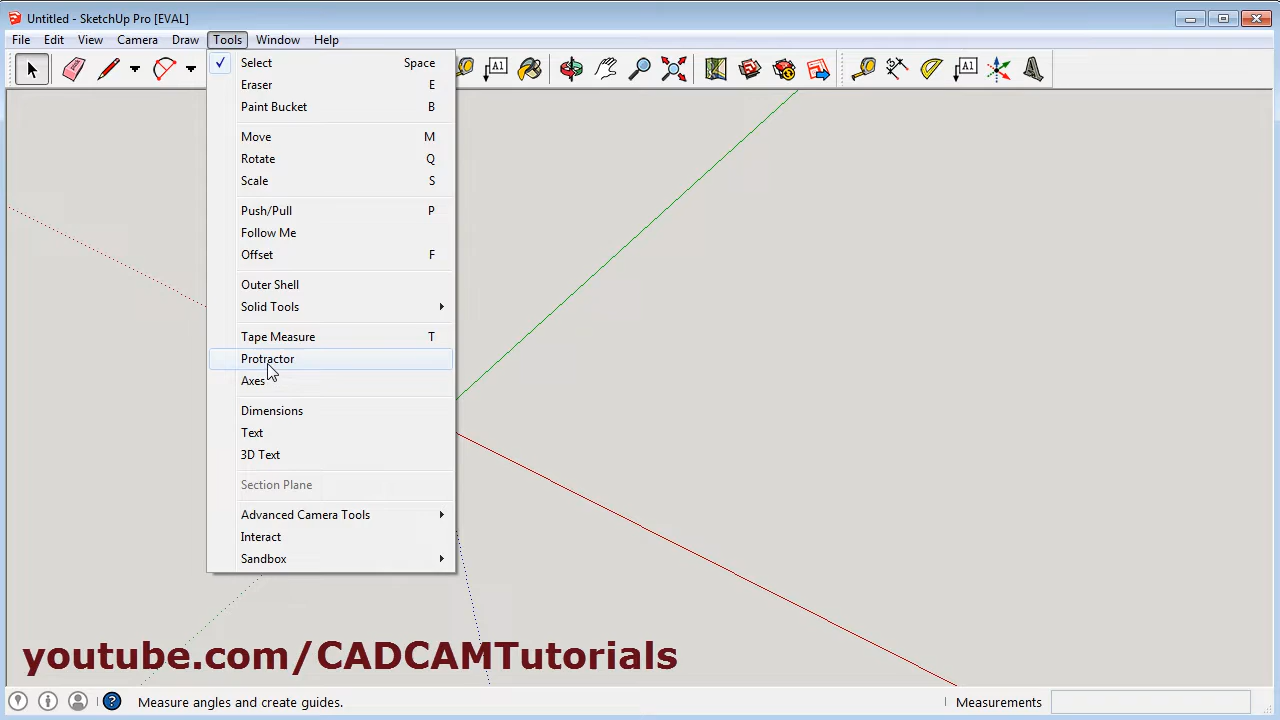 Untitled - SketchUp Pro [EVAL]
File Edit View Camera Draw Tools Window Help
A1 A1
Select Space
Eraser E
Paint Bucket B
Move M
Rotate Q
Scale S
Push/Pull P
Follow Me
Offset F
Outer Shell
Solid Tools
Tape Measure T
Protractor
Axes
Dimensions
Text
3D Text
Section Plane
Advanced Camera Tools
Interact
Sandbox
youtube.com/CADCAMTutorials
? Measure angles and create guides. Measurements